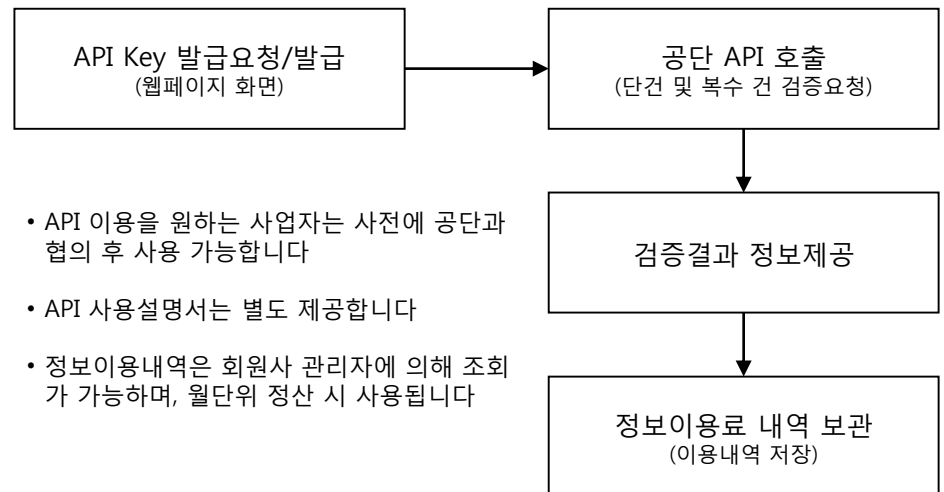 API Key 발급요청/발급
(웹페이지 화면)
공단 API 호출
(단건 및 복수 건 검증요청)
• API 이용을 원하는 사업자는 사전에 공단과
협의 후 사용 가능합니다
• API 사용설명서는 별도 제공합니다
• 정보이용내역은 회원사 관리자에 의해 조회
가 가능하며, 월단위 정산 시 사용됩니다
검증결과 정보제공
정보이용료 내역 보관
(이용내역 저장)